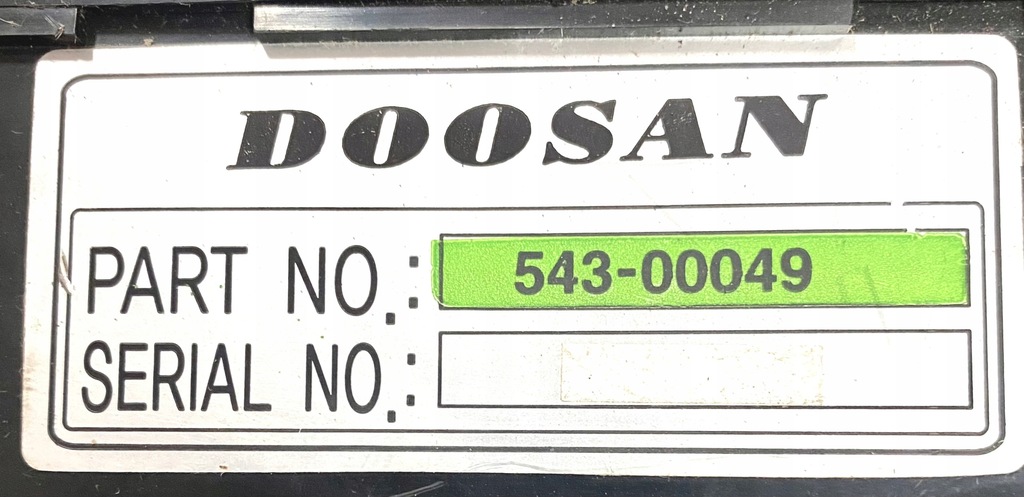 DOOSAN
PART NO.: 543-00049
SERIAL NO.: